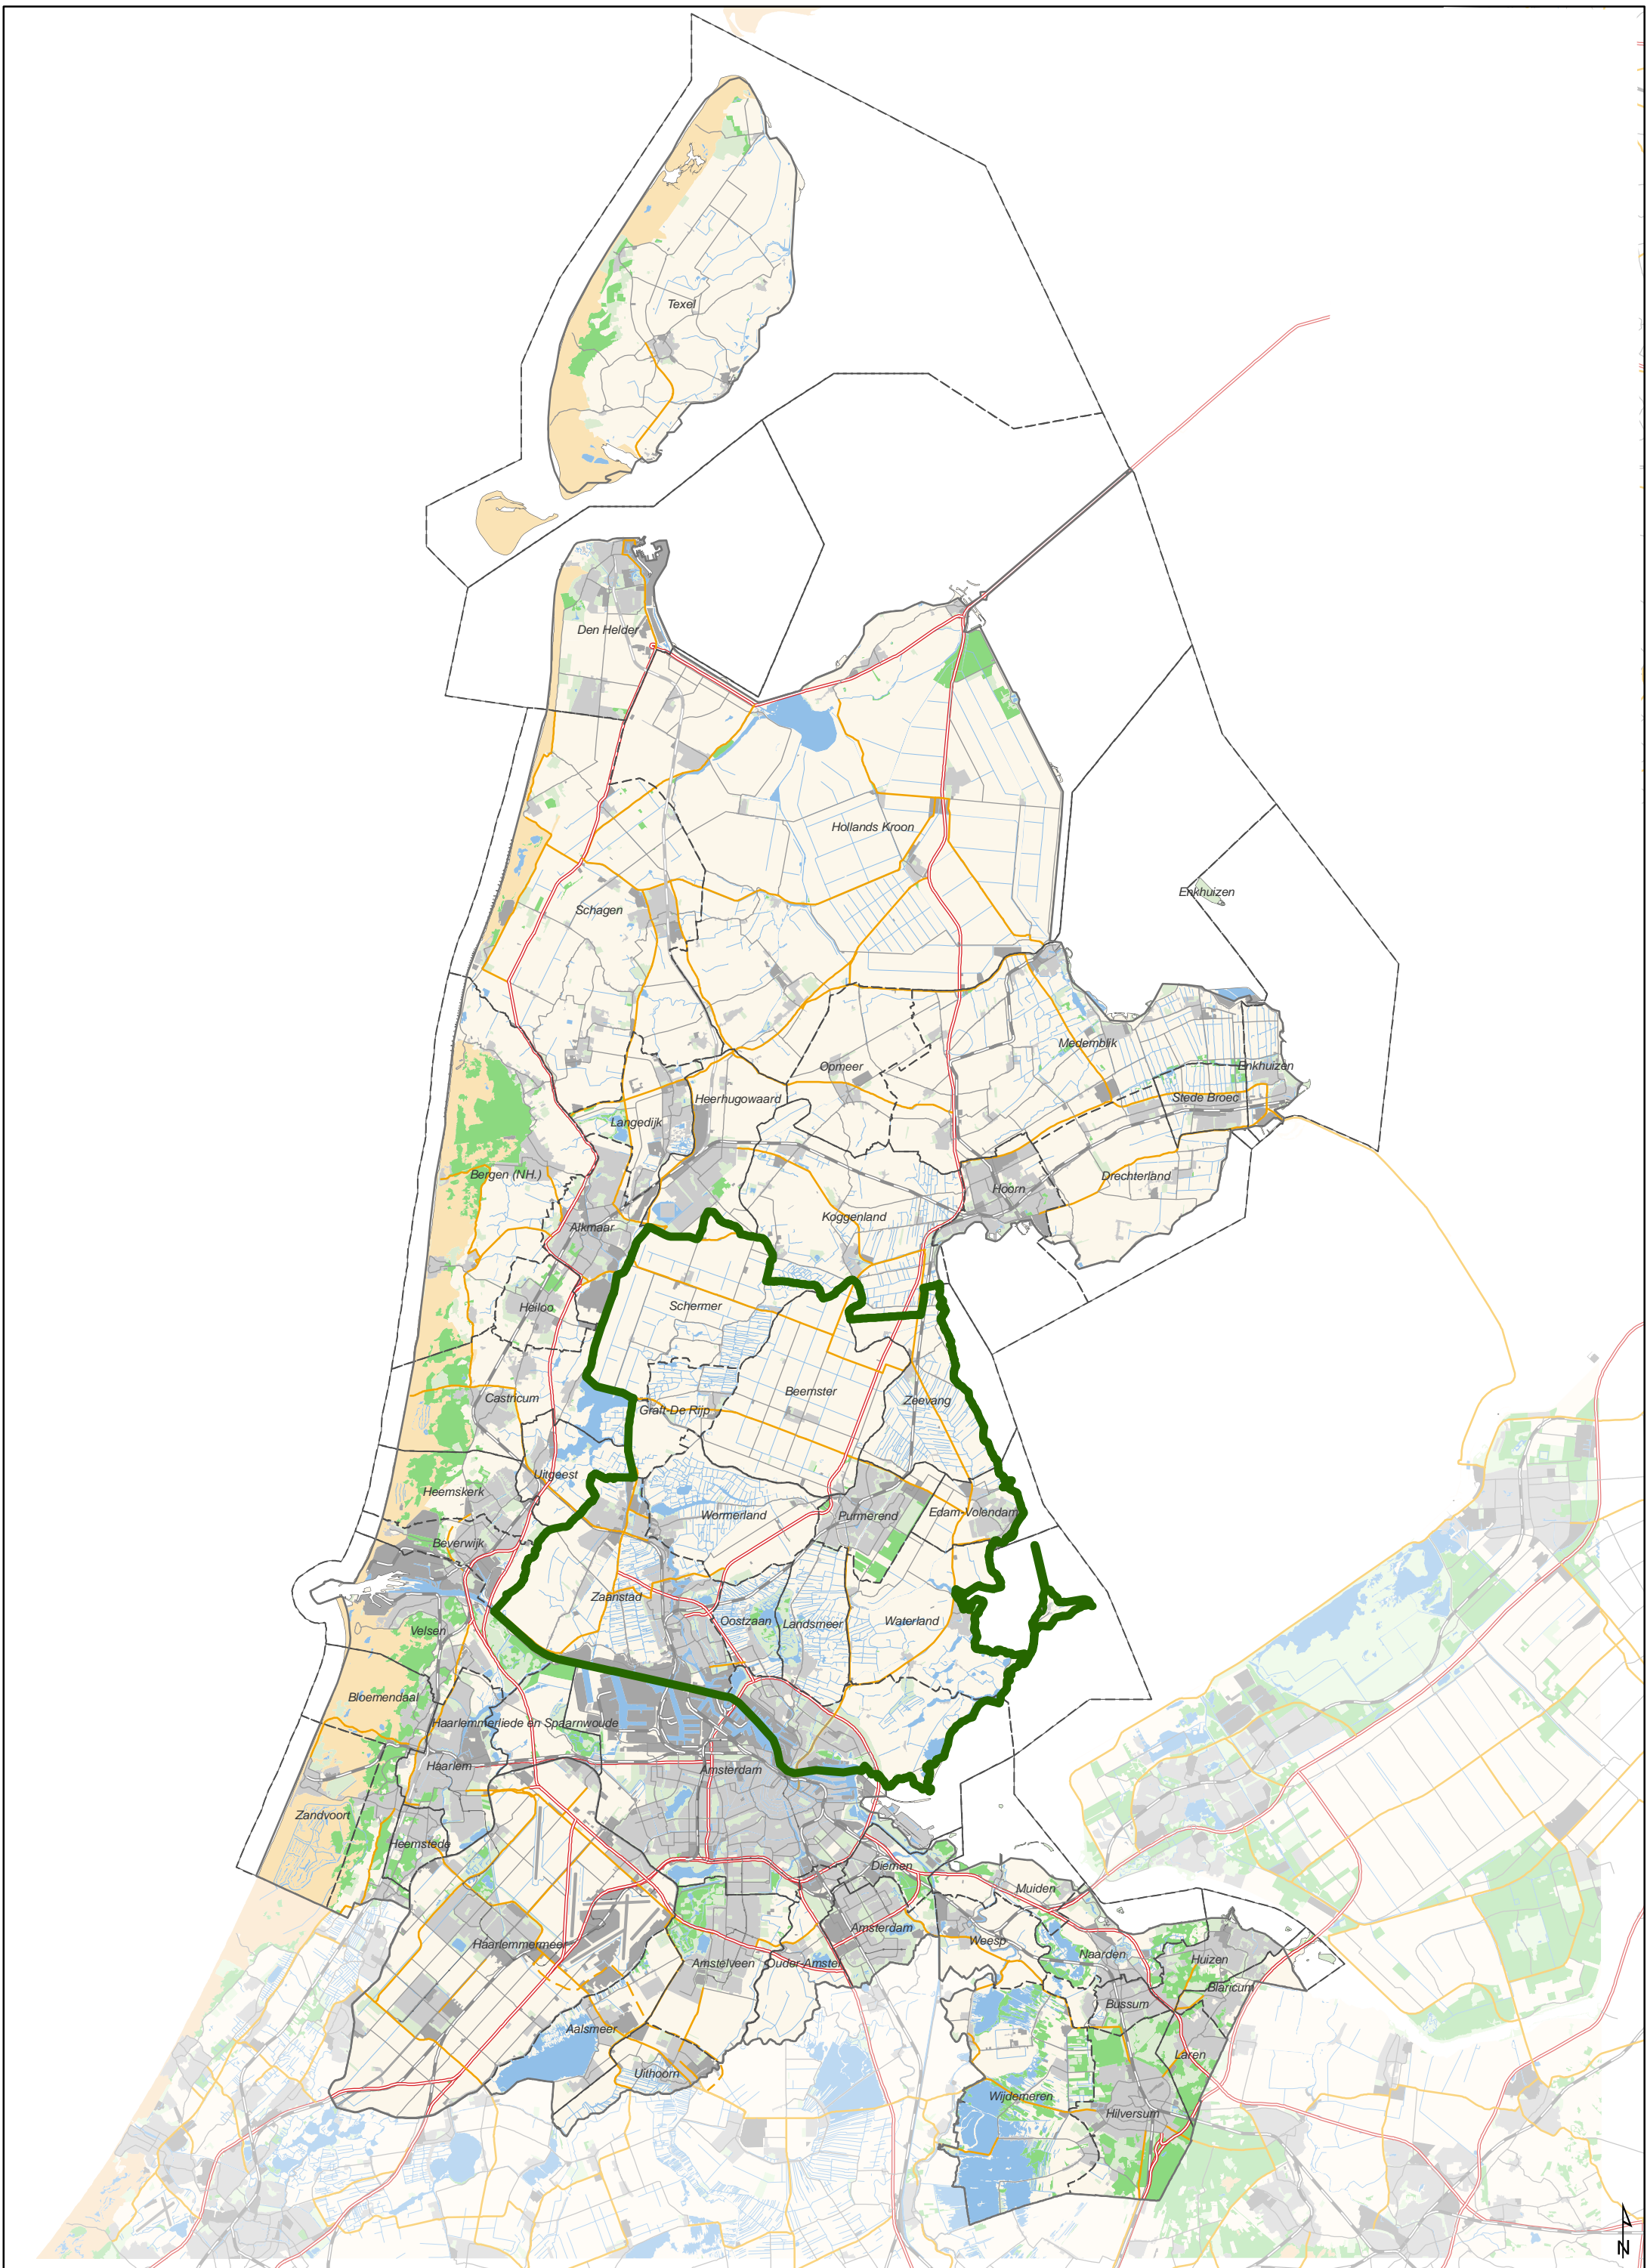 Texel
Den Helder
Hollands Kroon
Enkhuizen
Schagen
Medemblik
Opmeer
Enkhuizen
Stede Broec
Heerhugowaard
Langedijk
Bergen (NH.)
Drechterland
Hoorn
Koggenland
Alkmaar
Schermer
Heiloo
Beemster
Castricum
Zeevang
Graft-De Rijp
Uitgeest
Heemskerk
Wormerland
Purmerend
Edam-Volendam
Beverwijk
Zaanstad
Oostzaan
Landsmeer
Waterland
Velsen
Bloemendaal
Haarlemmerliede en Spaarnwoude
Haarlem
Amsterdam
Zandvoort
Heemstede
Diemen
Muiden
Amsterdam
Weesp
Haarlemmermeer
Naarden
Huizen
Amstelveen
Ouder-Amstel
Blaricum
Bussum
Aalsmeer
Laren
Uithoorn
Wijdemeren
Hilversum
N